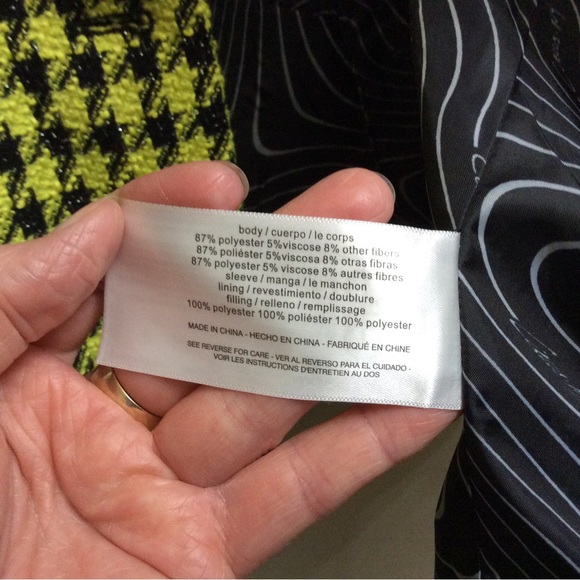 body / cuerpo / le corps
87% polyester 5%viscose 8% other fibers
87% poliéster 5%viscosa 8% otras fibras
87% polyester 5% viscose 8% autres fibres
sleeve / manga / le manchon
lining / revestimiento / doublure
filling / relleno / remplissage
100% polyester 100% poliéster 100% polyester
MADE IN CHINA - HECHO EN CHINA - FABRIQUÉ EN CHINE
SEE REVERSE FOR CARE - VER AL REVERSO PARA EL CUIDADO -
VOIR LES INSTRUCTIONS D'ENTRETIEN AU DOS